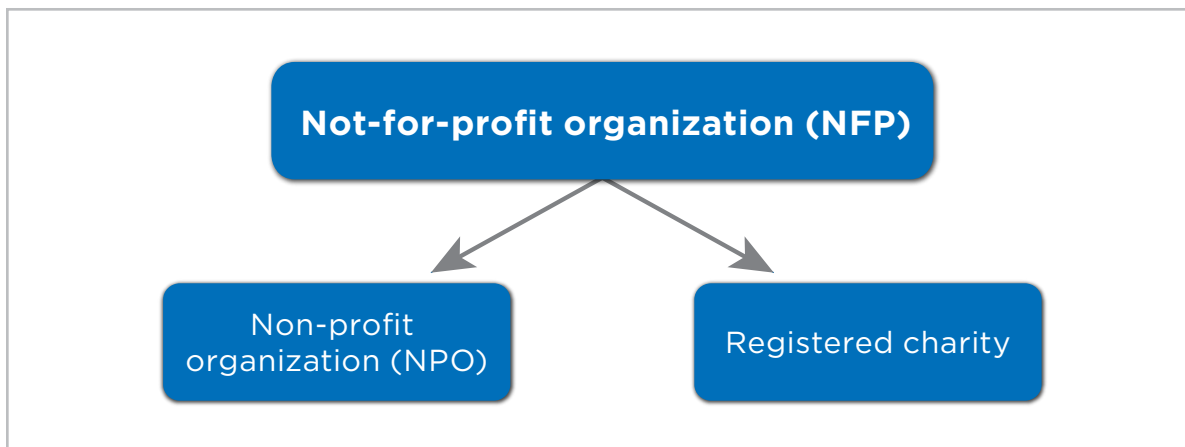 Not-for-profit organization (NFP)
Non-profit
organization (NPO)
Registered charity